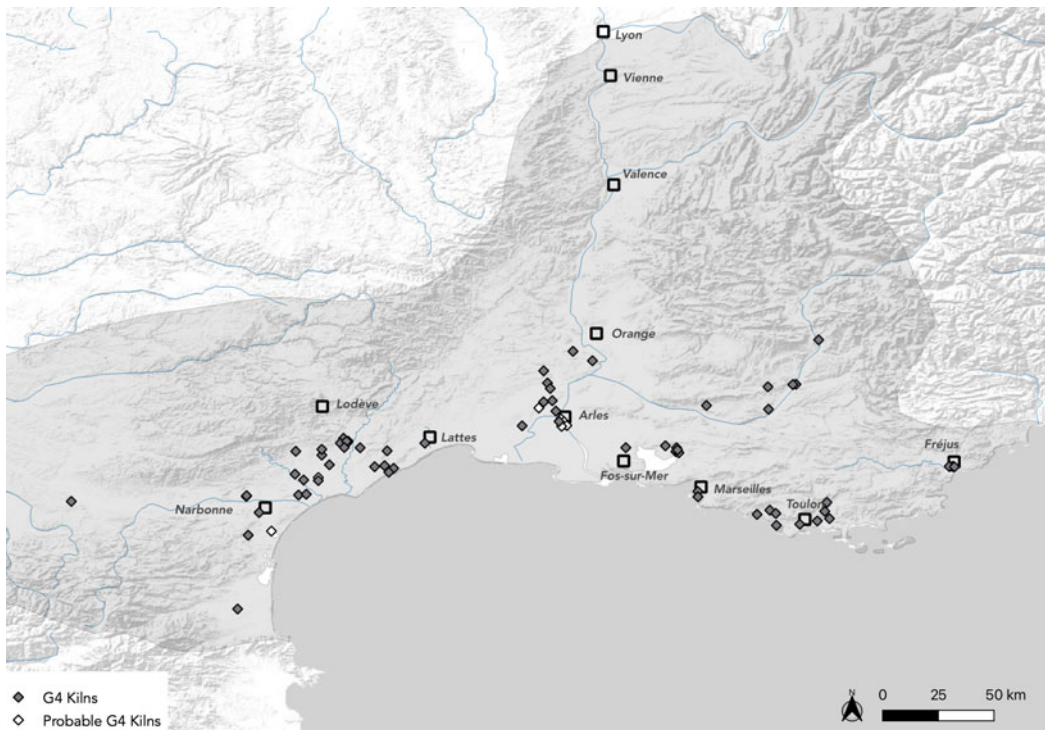 Lyon
Vienne
Valence
Orange
Lodève
Arles
Lattes
Fréjus
Fos-sur-Mer
Marseilles
Narbonne
Toulon
G4 Kilns
Probable G4 Kilns
N
0 25 50 km